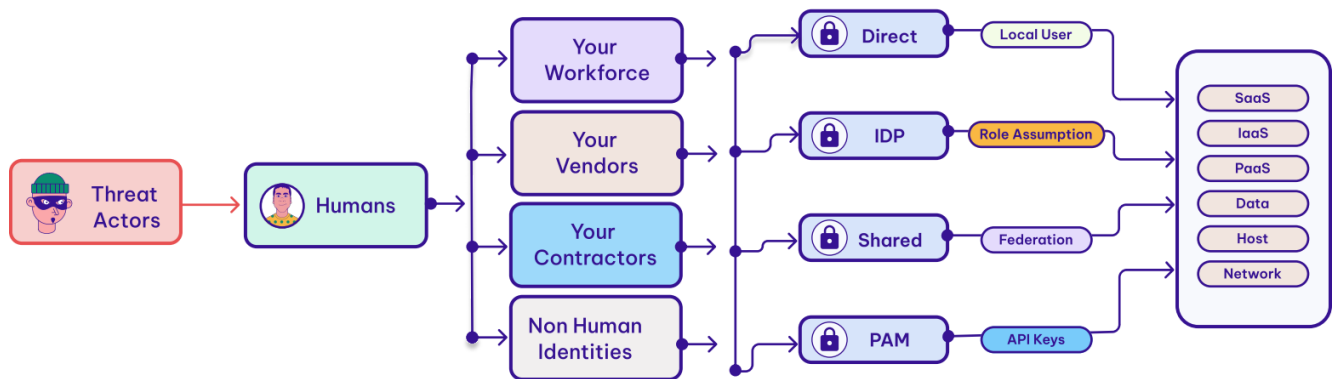 Threat
Actors
Humans
Your
Workforce
Your
Vendors
Your
Contractors
Non Human
Identities
Direct
IDP
Shared
PAM
Local User
Role Assumption
Federation
API Keys
SaaS
IaaS
PaaS
Data
Host
Network